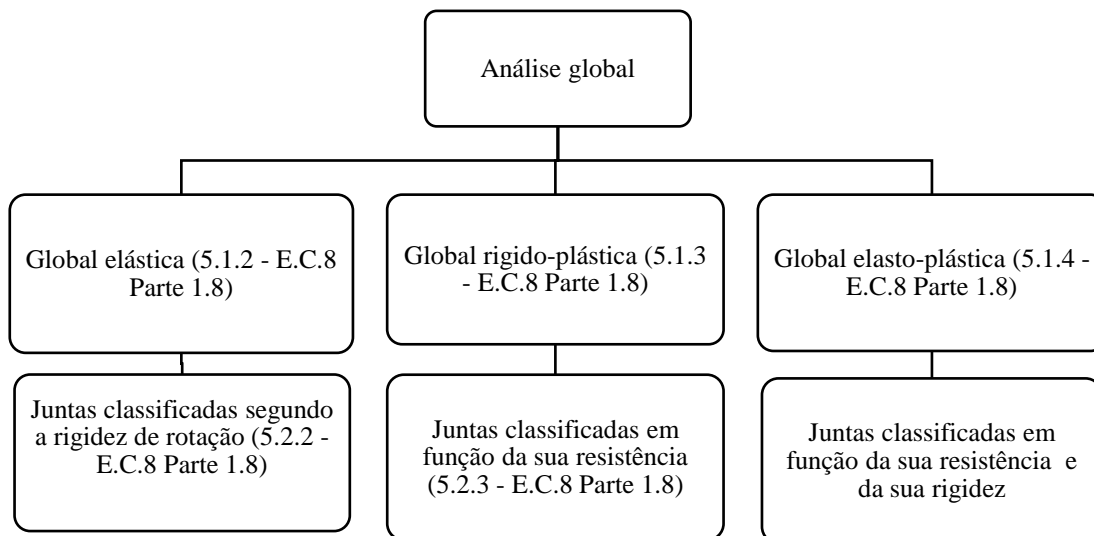 Análise global
Global elástica (5.1.2 - E.C.8
Parte 1.8)
Global rigido-plástica (5.1.3
- E.C.8 Parte 1.8)
Global elasto-plástica (5.1.4 -
E.C.8 Parte 1.8)
Juntas classificadas segundo
a rigidez de rotação (5.2.2 -
E.C.8 Parte 1.8)
Juntas classificadas em
função da sua resistência
(5.2.3 - E.C.8 Parte 1.8)
Juntas classificadas em
função da sua resistência e
da sua rigidez